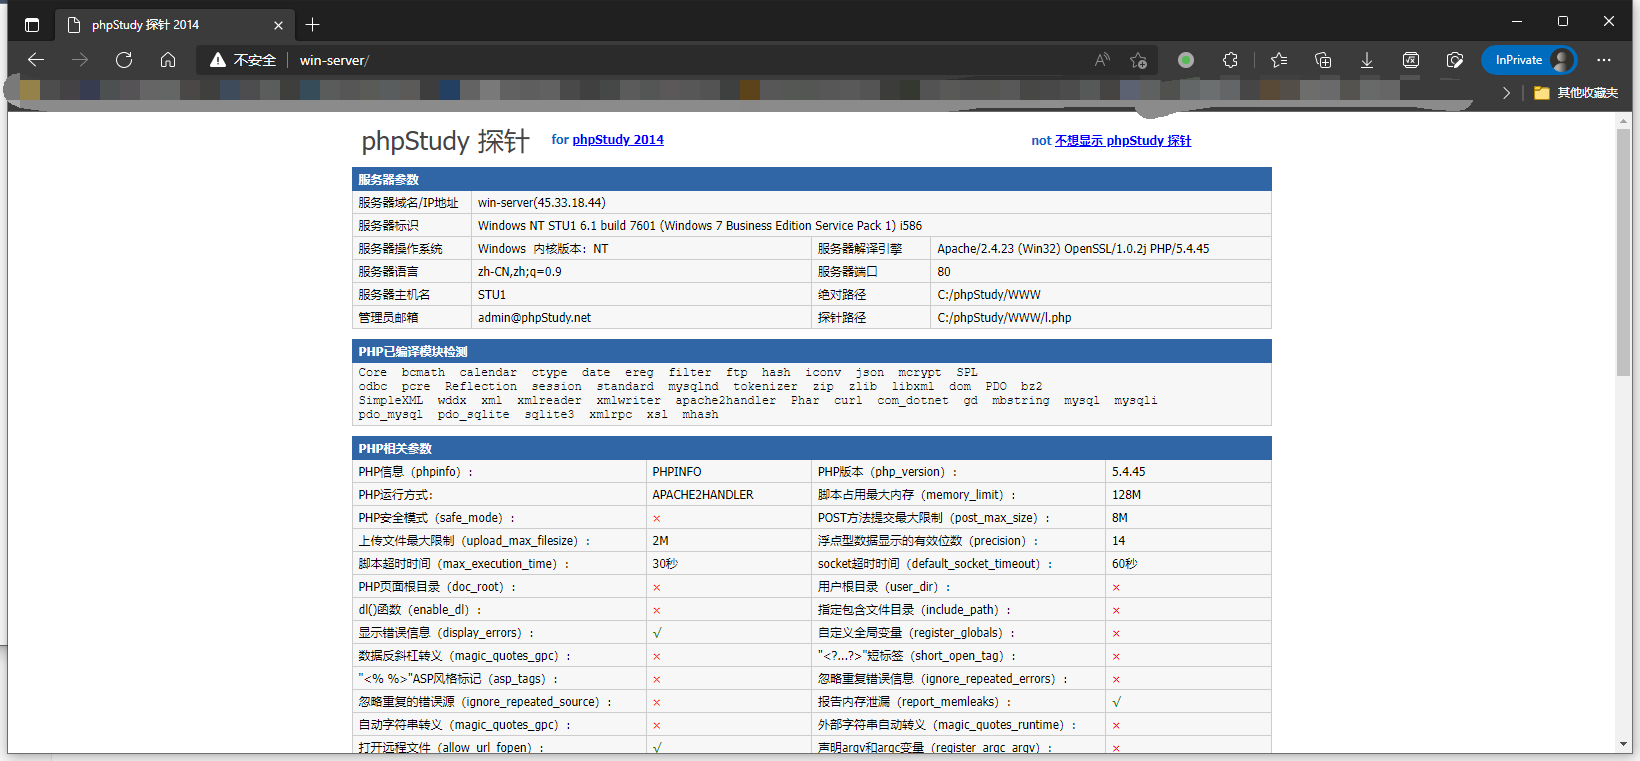 phpStudy 探针 2014
不安全 win-server/ InPrivate
其他收藏夹
phpStudy 探针 for phpStudy 2014 not 不想显示 phpStudy 探针
服务器参数
服务器域名/IP地址 win-server(45.33.18.44)
服务器标识 Windows NT STU1 6.1 build 7601 (Windows 7 Business Edition Service Pack 1) i586
服务器操作系统 Windows 内核版本：NT 服务器解译引擎 Apache/2.4.23 (Win32) OpenSSL/1.0.2j PHP/5.4.45
服务器语言 zh-CN,zh;q=0.9 服务器端口 80
服务器主机名 STU1 绝对路径 C:/phpStudy/WWW
管理员邮箱 admin@phpStudy.net 探针路径 C:/phpStudy/WWW/l.php
PHP已编译模块检测
Core bcmath calendar ctype date ereg filter ftp hash iconv json mcrypt SPL
odbc pcre Reflection session standard mysqlnd tokenizer zip zlib libxml dom PDO bz2
SimpleXML wddx xml xmlreader xmlwriter apache2handler Phar curl com_dotnet gd mbstring mysql mysqli
pdo_mysql pdo_sqlite sqlite3 xmlrpc xsl mhash
PHP相关参数
PHP信息（phpinfo）： PHPINFO PHP版本（php_version）： 5.4.45
PHP运行方式： APACHE2HANDLER 脚本占用最大内存（memory_limit）： 128M
PHP安全模式（safe_mode）： × POST方法提交最大限制（post_max_size）： 8M
上传文件最大限制（upload_max_filesize）： 2M 浮点型数据显示的有效位数（precision）： 14
脚本超时时间（max_execution_time）： 30秒 socket超时时间（default_socket_timeout）： 60秒
PHP页面根目录（doc_root）： × 用户根目录（user_dir）： ×
dl()函数（enable_dl）： × 指定包含文件目录（include_path）： ×
显示错误信息（display_errors）： √ 自定义全局变量（register_globals）： ×
数据反斜杠转义（magic_quotes_gpc）： × "<?...?>"短标签（short_open_tag）： ×
"<% %>"ASP风格标记（asp_tags）： × 忽略重复错误信息（ignore_repeated_errors）： ×
忽略重复的错误源（ignore_repeated_source）： × 报告内存泄漏（report_memleaks）： √
自动字符串转义（magic_quotes_gpc）： × 外部字符串自动转义（magic_quotes_runtime）： ×
打开远程文件（allow_url_fopen）： √ 声明argv和argc变量（register_argc_argv）： ×